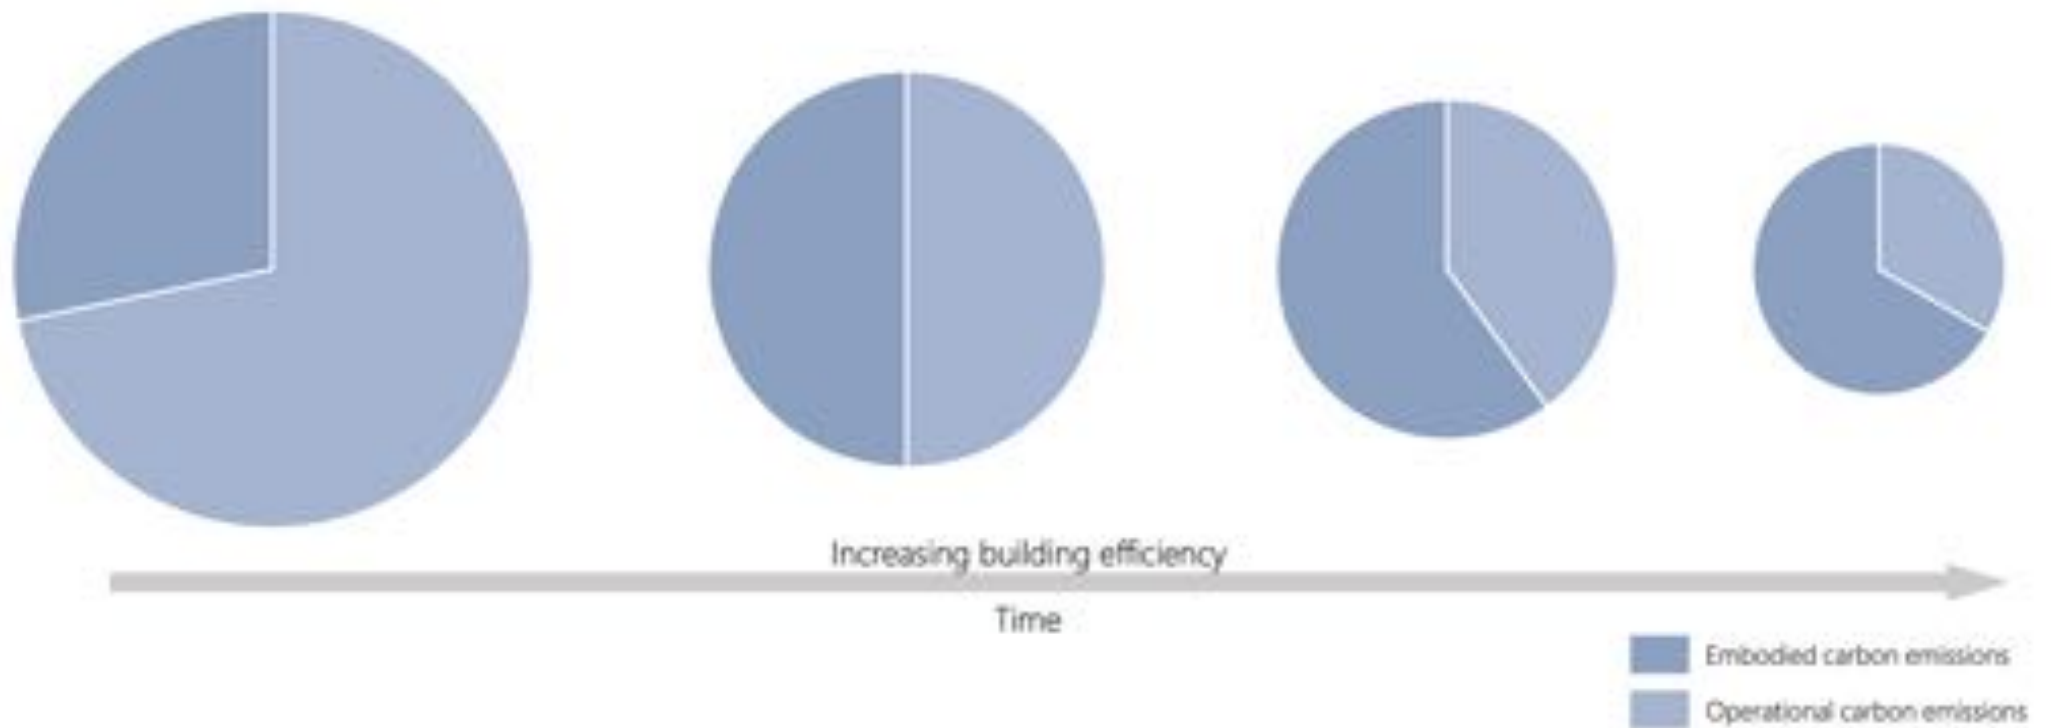 Increasing building efficiency
Time
Embodied carbon emissions
Operational carbon emissions